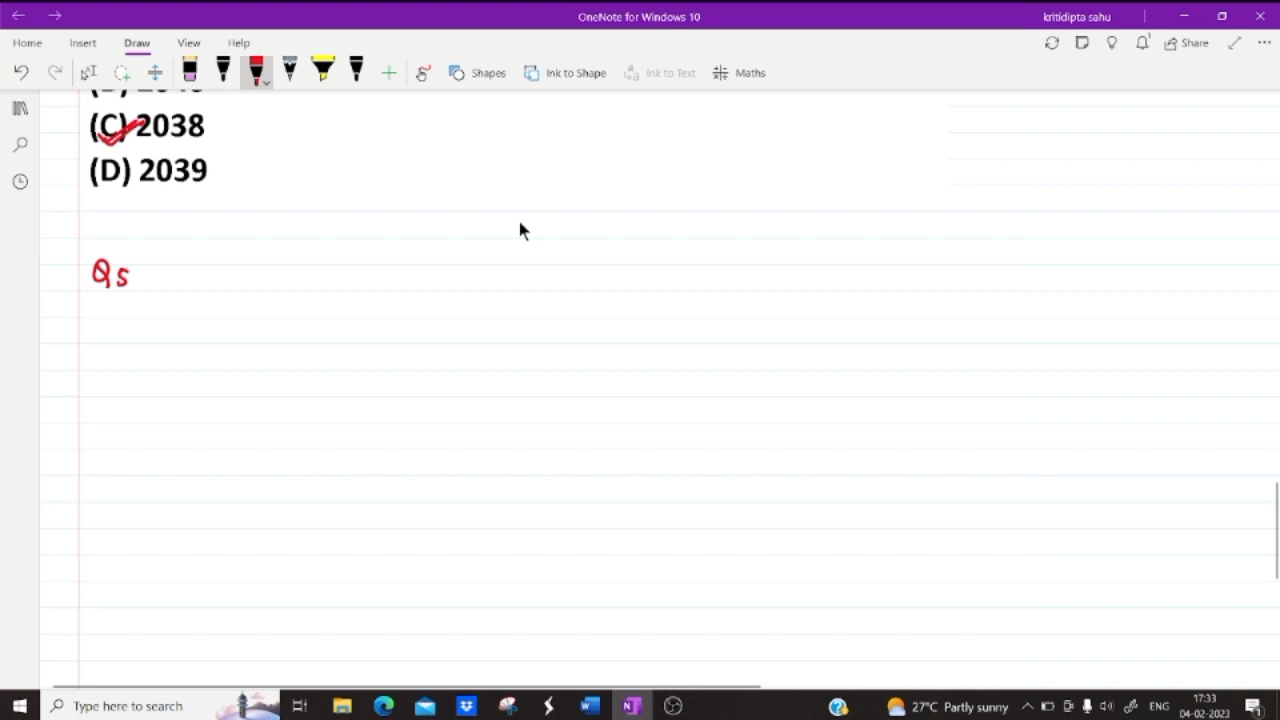 OneNote for Windows 10
kritidipta sahu
Home Insert Draw View Help
Share
Shapes Ink to Shape Ink to Text Maths
(C) 2038
(D) 2039
Q5
Type here to search
27°C Partly sunny
ENG
17:33
04-02-2023